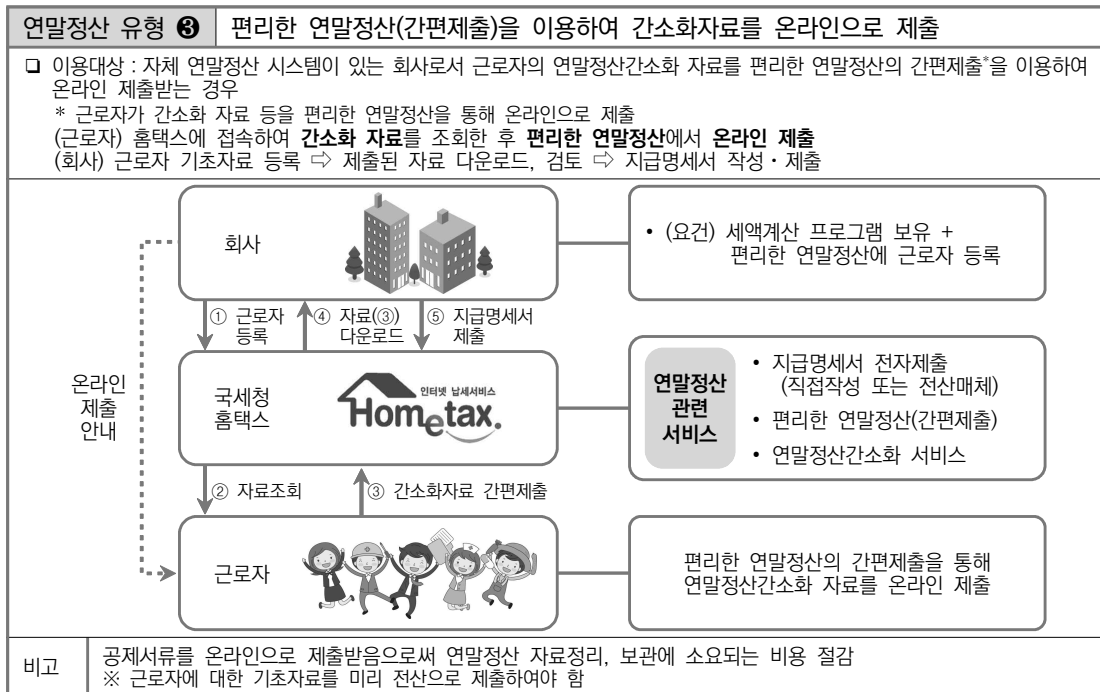 연말정산 유형 ❸ 편리한 연말정산(간편제출)을 이용하여 간소화자료를 온라인으로 제출
❑ 이용대상 : 자체 연말정산 시스템이 있는 회사로서 근로자의 연말정산간소화 자료를 편리한 연말정산의 간편제출*을 이용하여
온라인 제출받는 경우
* 근로자가 간소화 자료 등을 편리한 연말정산을 통해 온라인으로 제출
(근로자) 홈택스에 접속하여 간소화 자료를 조회한 후 편리한 연말정산에서 온라인 제출
(회사) 근로자 기초자료 등록 ⇨ 제출된 자료 다운로드, 검토 ⇨ 지급명세서 작성・제출
회사
• (요건) 세액계산 프로그램 보유 +
편리한 연말정산에 근로자 등록
① 근로자
등록
④ 자료(③)
다운로드
⑤ 지급명세서
제출
온라인
제출
안내
국세청
홈택스
인터넷 납세서비스
Hometax.
연말정산
관련
서비스
• 지급명세서 전자제출
(직접작성 또는 전산매체)
• 편리한 연말정산(간편제출)
• 연말정산간소화 서비스
② 자료조회
③ 간소화자료 간편제출
근로자
편리한 연말정산의 간편제출을 통해
연말정산간소화 자료를 온라인 제출
비고
공제서류를 온라인으로 제출받음으로써 연말정산 자료정리, 보관에 소요되는 비용 절감
※ 근로자에 대한 기초자료를 미리 전산으로 제출하여야 함